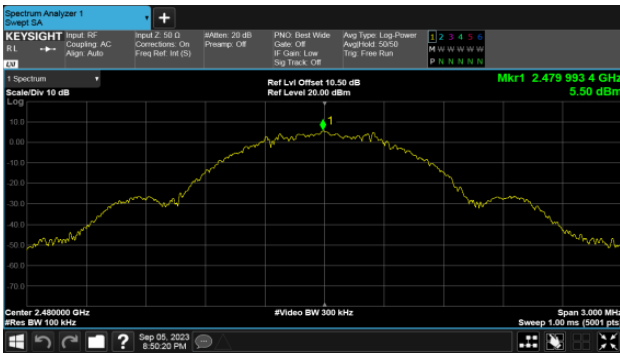 Spectrum Analyzer 1
Swept SA
+
KEYSIGHT
RL
LXI
Input: RF
Coupling: AC
Align: Auto
Input Z: 50 Ω
Corrections: On
Freq Ref: Int (S)
#Atten: 20 dB
Preamp: Off
PNO: Best Wide
Gate: Off
IF Gain: Low
Sig Track: Off
Avg Type: Log-Power
Avg|Hold: 50/50
Trig: Free Run
1 2 3 4 5 6
M W W W W W
P N N N N N
1 Spectrum
Scale/Div 10 dB
Log
Ref Lvl Offset 10.50 dB
Ref Level 20.00 dBm
Mkr1 2.479 993 4 GHz
5.50 dBm
1
10.0
0.00
-10.0
-20.0
-30.0
-40.0
-50.0
-60.0
-70.0
Center 2.480000 GHz
#Res BW 100 kHz
#Video BW 300 kHz
Span 3.000 MHz
Sweep 1.00 ms (5001 pts)
?
Sep 05, 2023
8:50:20 PM